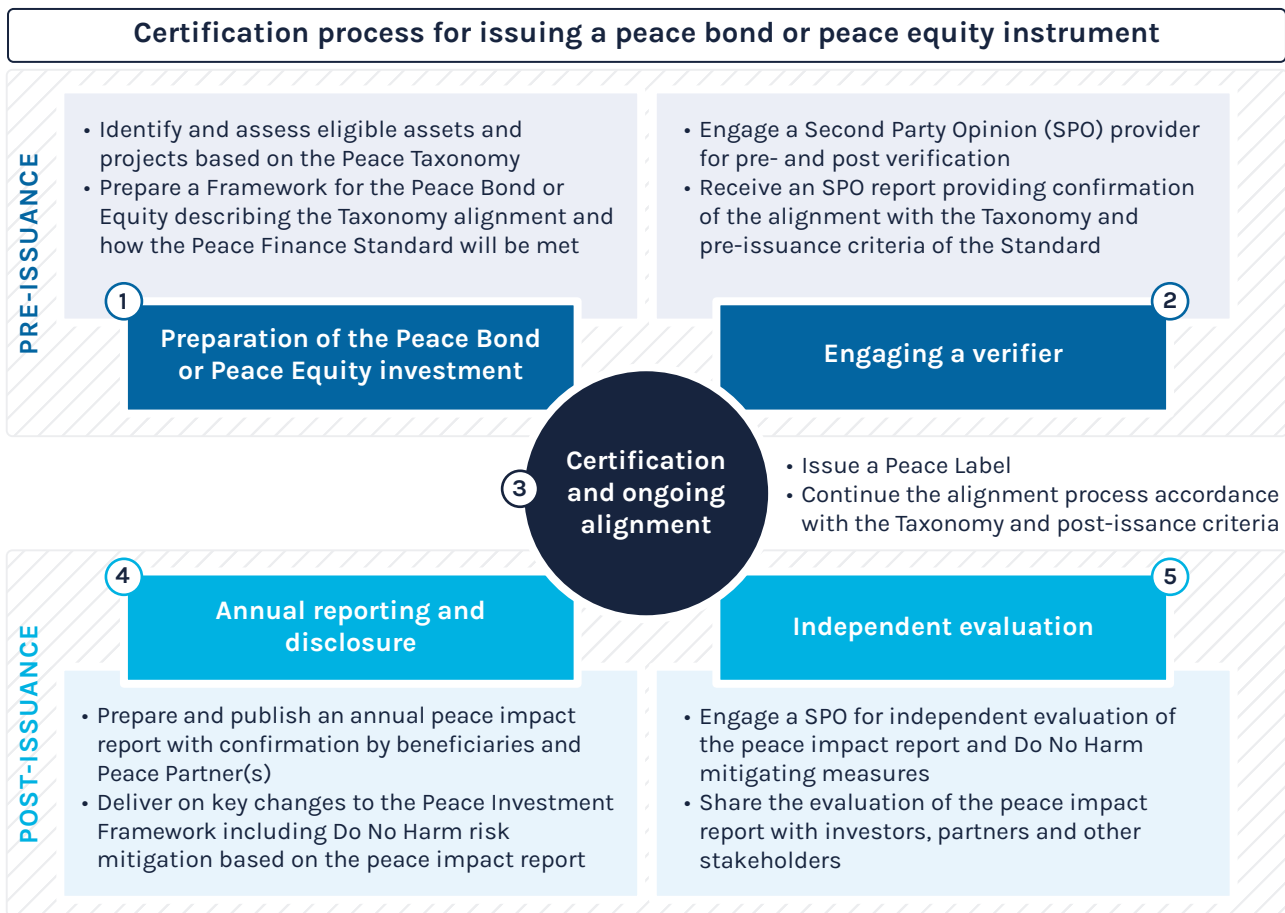 Certification process for issuing a peace bond or peace equity instrument
PRE-ISSUANCE
• Identify and assess eligible assets and
projects based on the Peace Taxonomy
• Prepare a Framework for the Peace Bond or
Equity describing the Taxonomy alignment and
how the Peace Finance Standard will be met
1
Preparation of the Peace Bond
or Peace Equity investment
• Engage a Second Party Opinion (SPO) provider
for pre- and post verification
• Receive an SPO report providing confirmation
of the alignment with the Taxonomy and
pre-issuance criteria of the Standard
2
Engaging a verifier
3
Certification
and ongoing
alignment
• Issue a Peace Label
• Continue the alignment process accordance
with the Taxonomy and post-issance criteria
POST-ISSUANCE
4
Annual reporting and
disclosure
• Prepare and publish an annual peace impact
report with confirmation by beneficiaries and
Peace Partner(s)
• Deliver on key changes to the Peace Investment
Framework including Do No Harm risk
mitigation based on the peace impact report
5
Independent evaluation
• Engage a SPO for independent evaluation of
the peace impact report and Do No Harm
mitigating measures
• Share the evaluation of the peace impact
report with investors, partners and other
stakeholders